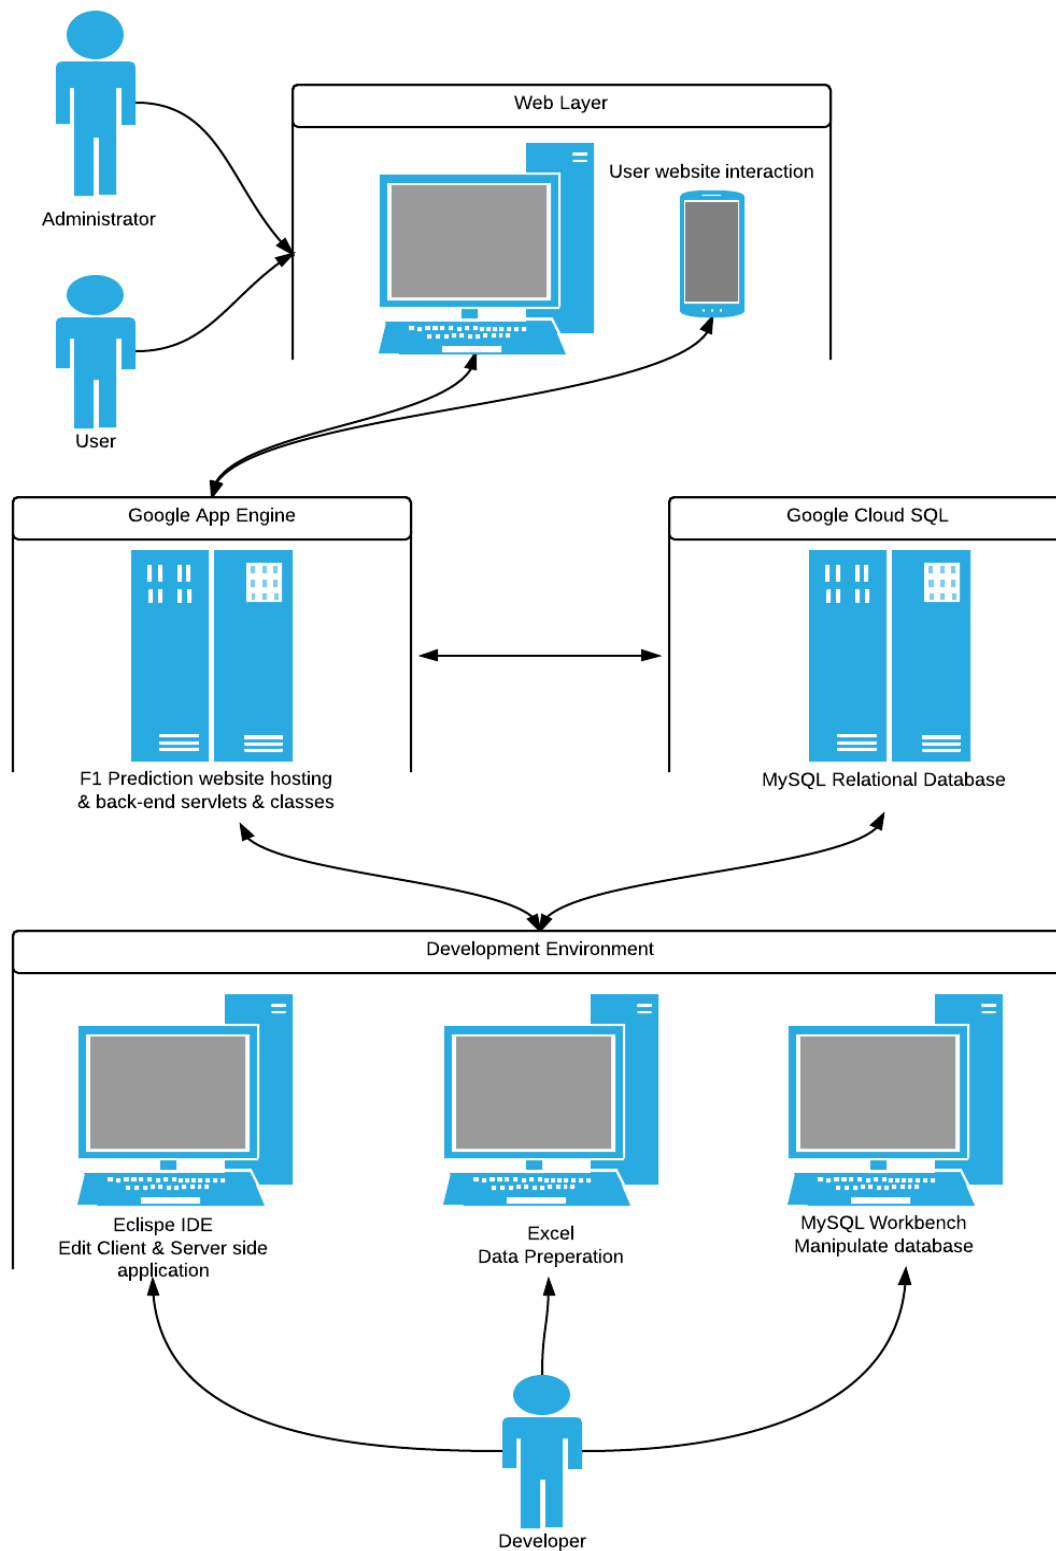 Web Layer
User website interaction
Administrator
User
Google App Engine
Google Cloud SQL
F1 Prediction website hosting
& back-end servlets & classes
MySQL Relational Database
Development Environment
Eclispe IDE
Edit Client & Server side
application
Excel
Data Preperation
MySQL Workbench
Manipulate database
Developer